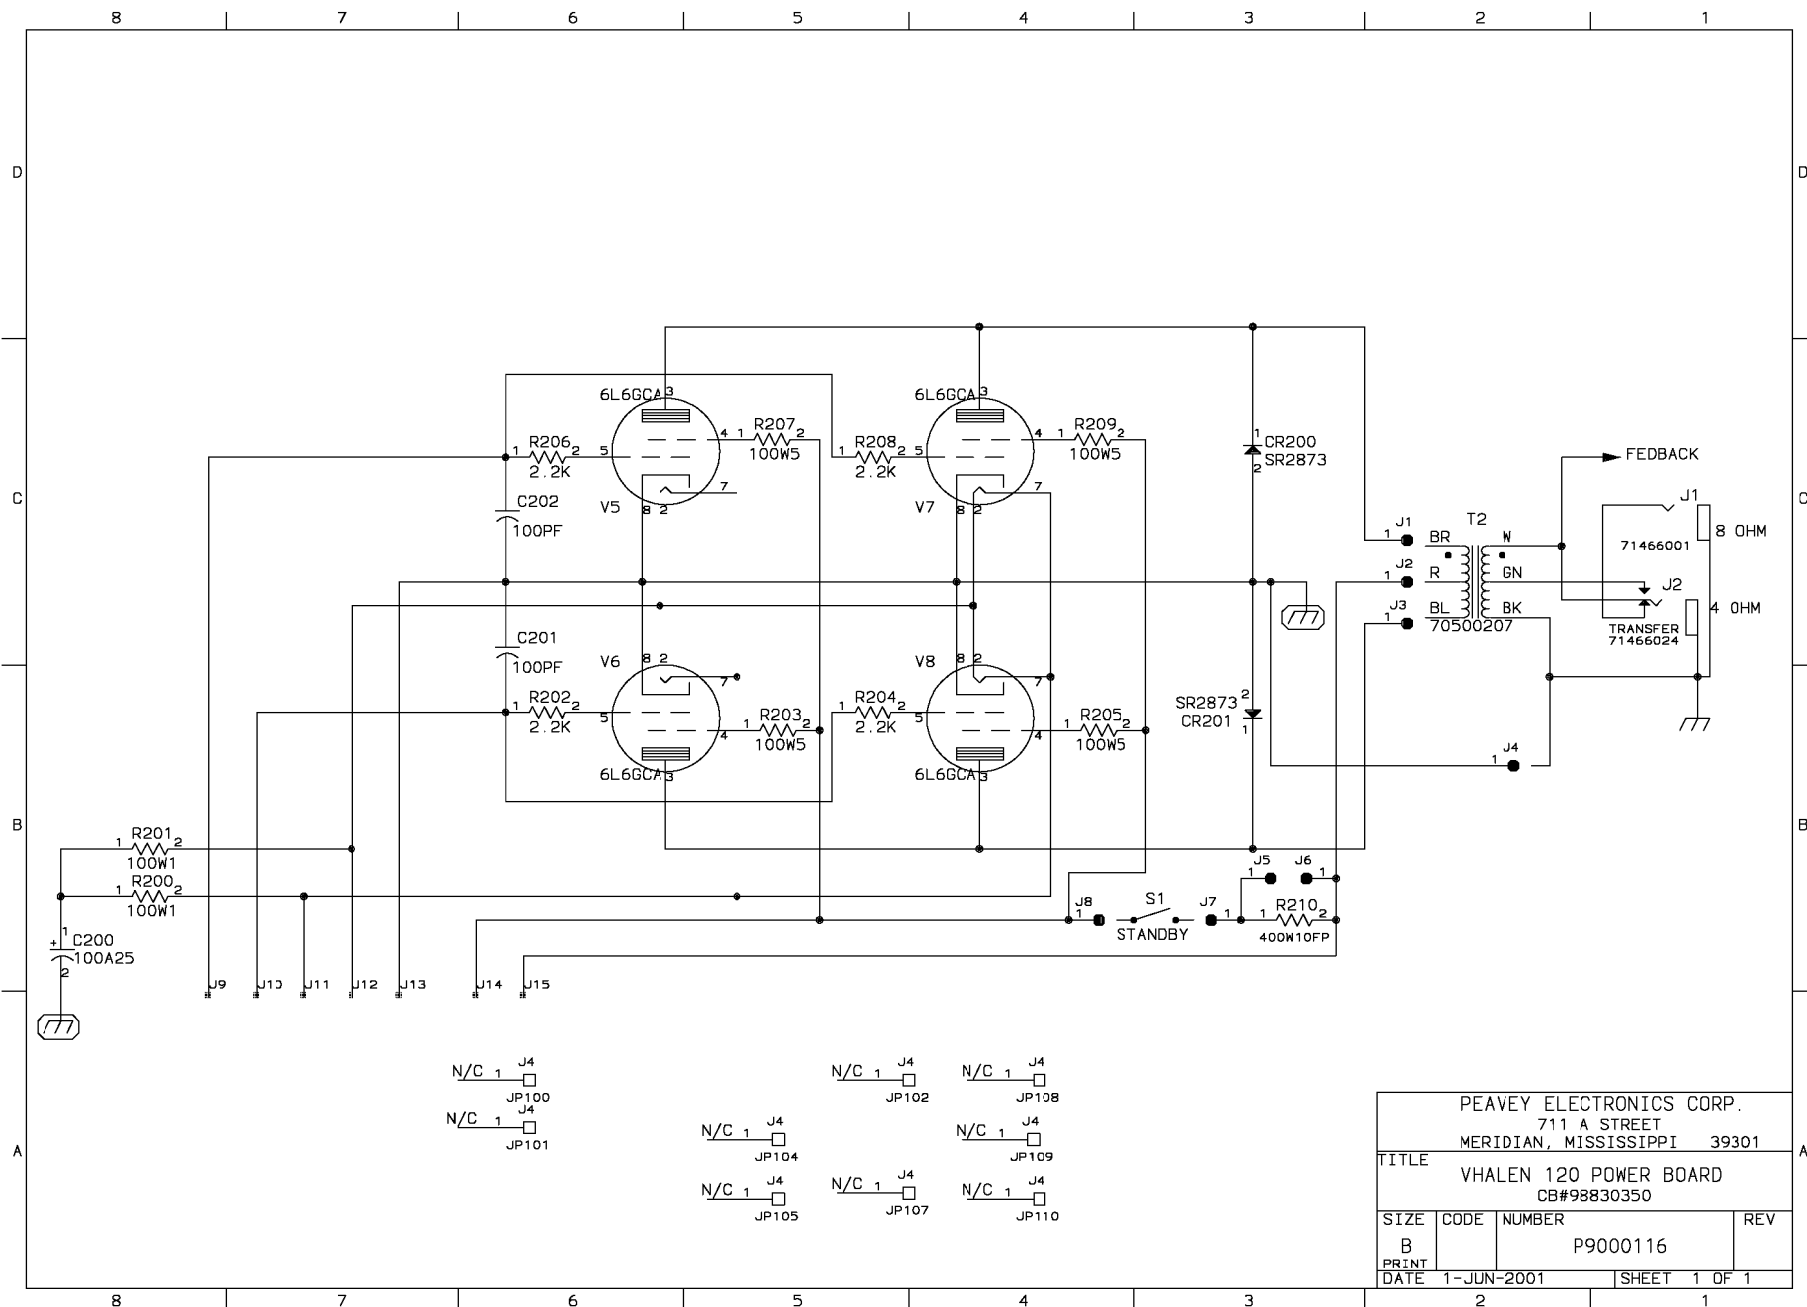 8 7 6 5 4 3 2 1
D D
6L6GCA 3
6L6GCA 3
R206
1 2 5
2.2K
4 1 R207 2
100W5
R208
1 2 5
2.2K
4 1 R209 2
100W5
1 CR200
2 SR2873
FEDBACK
C C
C202
100PF
V5 8 2 7
V7 8 2 7
J1
1
BR
T2
W
71466001
J1
8 OHM
J2
1
R
GN
J2
J3
1
BL
BK
4 OHM
70500207
TRANSFER
71466024
C201
100PF
V6 8 2 7
V8 8 2 7
R202
1 2 5
2.2K
4 1 R203 2
100W5
R204
1 2 5
2.2K
4 1 R205 2
100W5
SR2873 2
CR201 1
J4
1
6L6GCA 3
6L6GCA 3
B B
R201
1 2
100W1
R200
1 2
100W1
J5 J6
1 1
J8
1
S1
STANDBY
J7
1
R210
1 2
400W10FP
+ 1 C200
100A25
2
J9 J10 J11 J12 J13 J14 J15
N/C 1 J4
JP100
N/C 1 J4
JP102
N/C 1 J4
JP108
N/C 1 J4
JP101
N/C 1 J4
JP104
N/C 1 J4
JP109
A A
N/C 1 J4
JP105
N/C 1 J4
JP107
N/C 1 J4
JP110
PEAVEY ELECTRONICS CORP.
711 A STREET
MERIDIAN, MISSISSIPPI 39301
TITLE
VHALEN 120 POWER BOARD
CB#98830350
SIZE CODE NUMBER REV
B P9000116
PRINT
DATE 1-JUN-2001 SHEET 1 OF 1
8 7 6 5 4 3 2 1